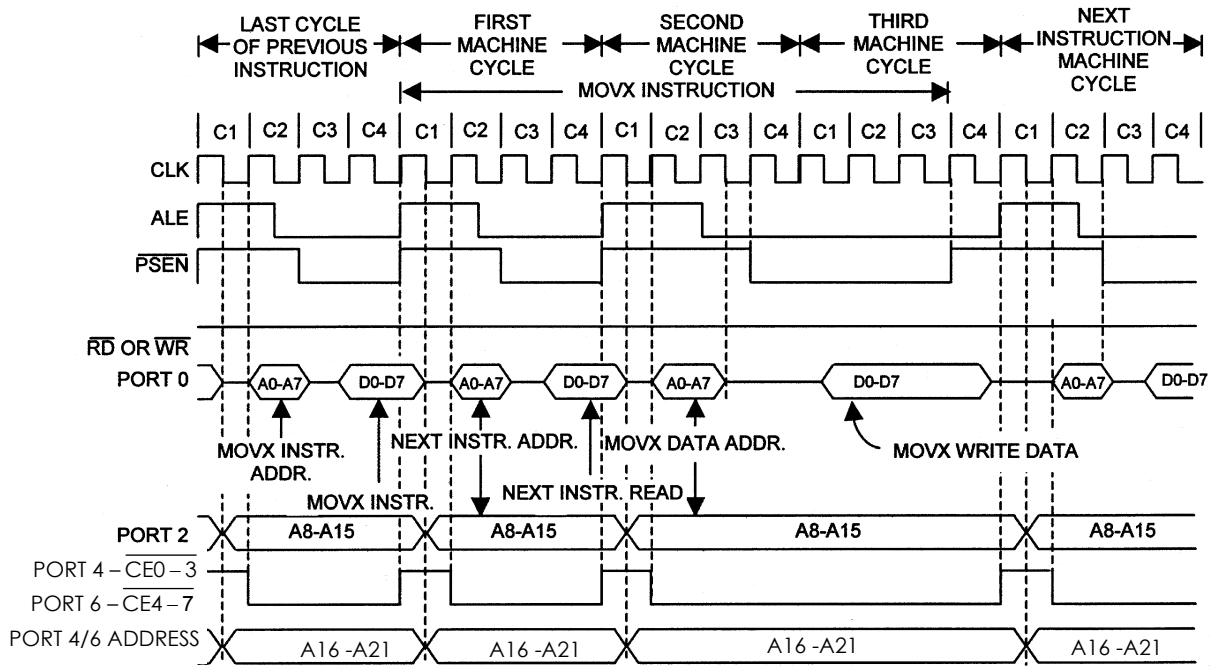 LAST CYCLE
OF PREVIOUS
INSTRUCTION
FIRST
MACHINE
CYCLE
SECOND
MACHINE
CYCLE
THIRD
MACHINE
CYCLE
NEXT
INSTRUCTION
MACHINE
CYCLE
MOVX INSTRUCTION
C1 C2 C3 C4 C1 C2 C3 C4 C1 C2 C3 C4 C1 C2 C3 C4 C1 C2 C3 C4
CLK
ALE
PSEN
RD OR WR
PORT 0
A0-A7 D0-D7 A0-A7 D0-D7 A0-A7 D0-D7 A0-A7 D0-D7
MOVX INSTR.
ADDR.
NEXT INSTR. ADDR.
MOVX DATA ADDR.
MOVX WRITE DATA
MOVX INSTR.
NEXT INSTR. READ
PORT 2 A8-A15 A8-A15 A8-A15 A8-A15
PORT 4 – CE0 – 3
PORT 6 – CE4 – 7
PORT 4/6 ADDRESS A16 -A21 A16 -A21 A16 -A21 A16 -A21